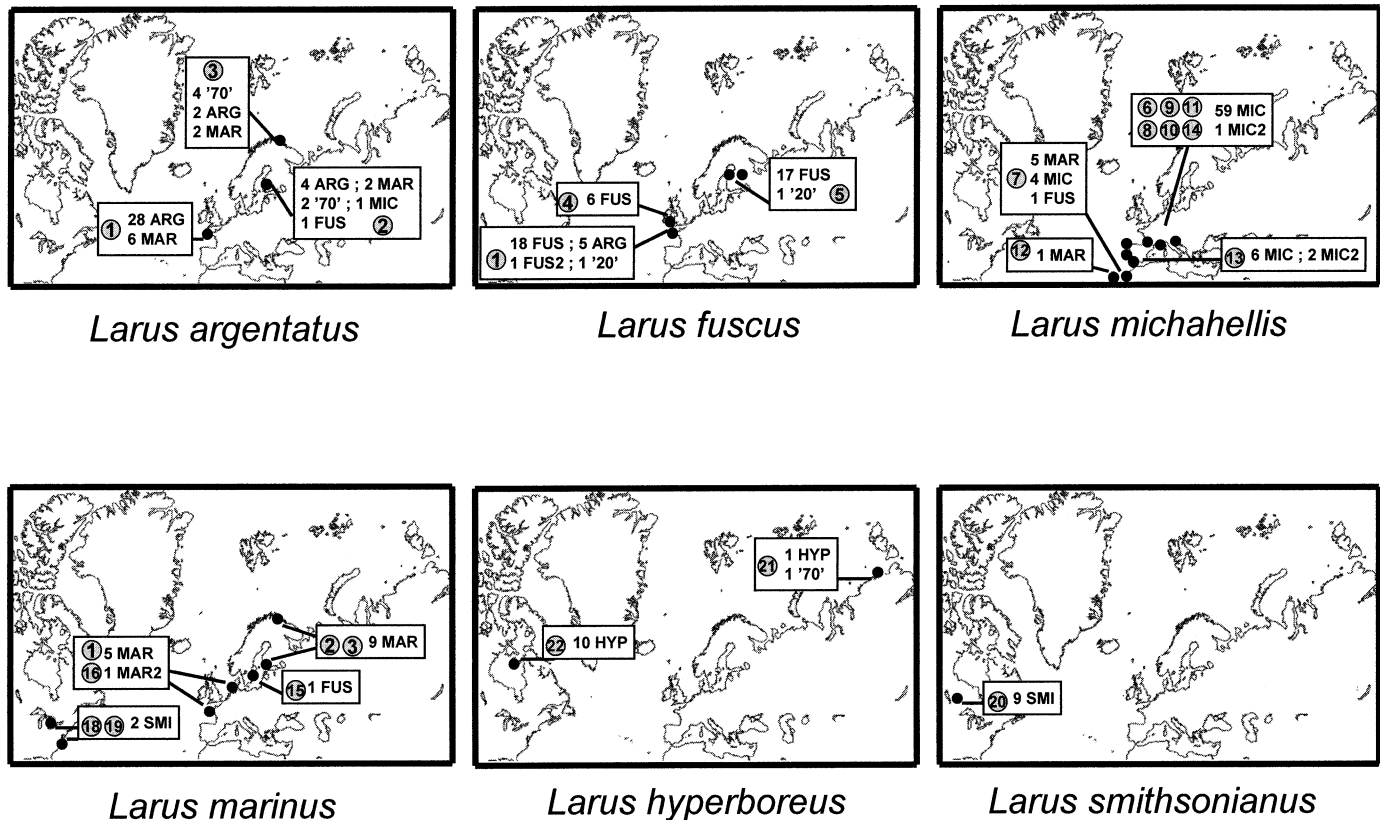 3
4 '70'
2 ARG
2 MAR
4 ARG ; 2 MAR
2 '70' ; 1 MIC
1 FUS 2
1 28 ARG
6 MAR
Larus argentatus
17 FUS
1 '20' 5
4 6 FUS
18 FUS ; 5 ARG
1 1 FUS2 ; 1 '20'
Larus fuscus
6 9 11 59 MIC
8 10 14 1 MIC2
5 MAR
7 4 MIC
1 FUS
12 1 MAR
13 6 MIC ; 2 MIC2
Larus michahellis
1 5 MAR
16 1 MAR2
2 3 9 MAR
15 1 FUS
18 19 2 SMI
Larus marinus
21 1 HYP
1 '70'
22 10 HYP
Larus hyperboreus
20 9 SMI
Larus smithsonianus